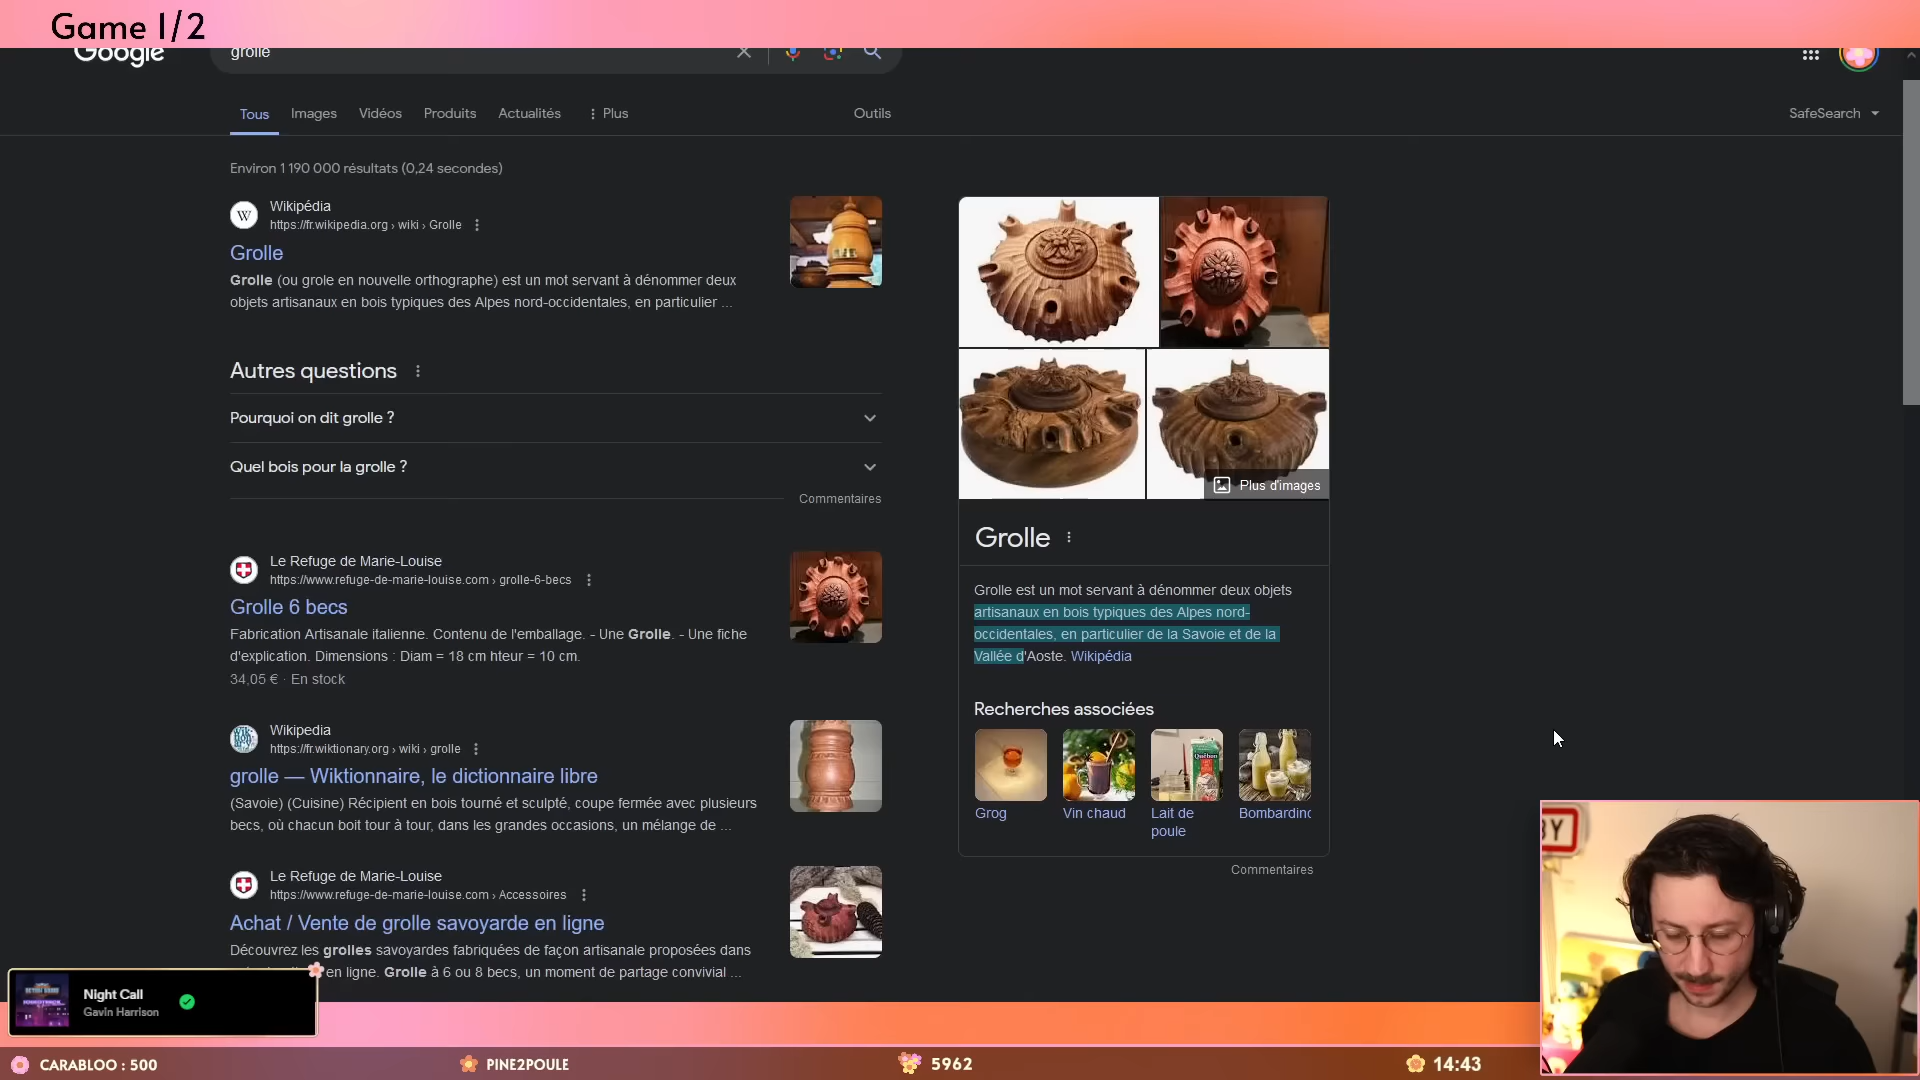 Game 1/2
Google
grolle
Tous
Images
Vidéos
Produits
Actualités
Plus
Outils
SafeSearch
Environ 1 190 000 résultats (0,24 secondes)
W
Wikipédia
https://fr.wikipedia.org › wiki › Grolle
Grolle
Grolle (ou grole en nouvelle orthographe) est un mot servant à dénommer deux
objets artisanaux en bois typiques des Alpes nord-occidentales, en particulier ...
Autres questions
Pourquoi on dit grolle ?
Quel bois pour la grolle ?
Commentaires
Le Refuge de Marie-Louise
https://www.refuge-de-marie-louise.com › grolle-6-becs
Grolle 6 becs
Fabrication Artisanale italienne. Contenu de l'emballage. - Une Grolle. - Une fiche
d'explication. Dimensions : Diam = 18 cm hteur = 10 cm.
34,05 € · En stock
Wikipedia
https://fr.wiktionary.org › wiki › grolle
grolle — Wiktionnaire, le dictionnaire libre
(Savoie) (Cuisine) Récipient en bois tourné et sculpté, coupe fermée avec plusieurs
becs, où chacun boit tour à tour, dans les grandes occasions, un mélange de ...
Le Refuge de Marie-Louise
https://www.refuge-de-marie-louise.com › Accessoires
Achat / Vente de grolle savoyarde en ligne
Découvrez les grolles savoyardes fabriquées de façon artisanale proposées dans
en ligne. Grolle à 6 ou 8 becs, un moment de partage convivial ...
Plus d'images
Grolle
Grolle est un mot servant à dénommer deux objets
artisanaux en bois typiques des Alpes nord-
occidentales, en particulier de la Savoie et de la
Vallée d'Aoste. Wikipédia
Recherches associées
Grog
Vin chaud
Lait de
poule
Bombardino
Commentaires
Night Call
Gavin Harrison
CARABLOO : 500
PINE2POULE
5962
14:43